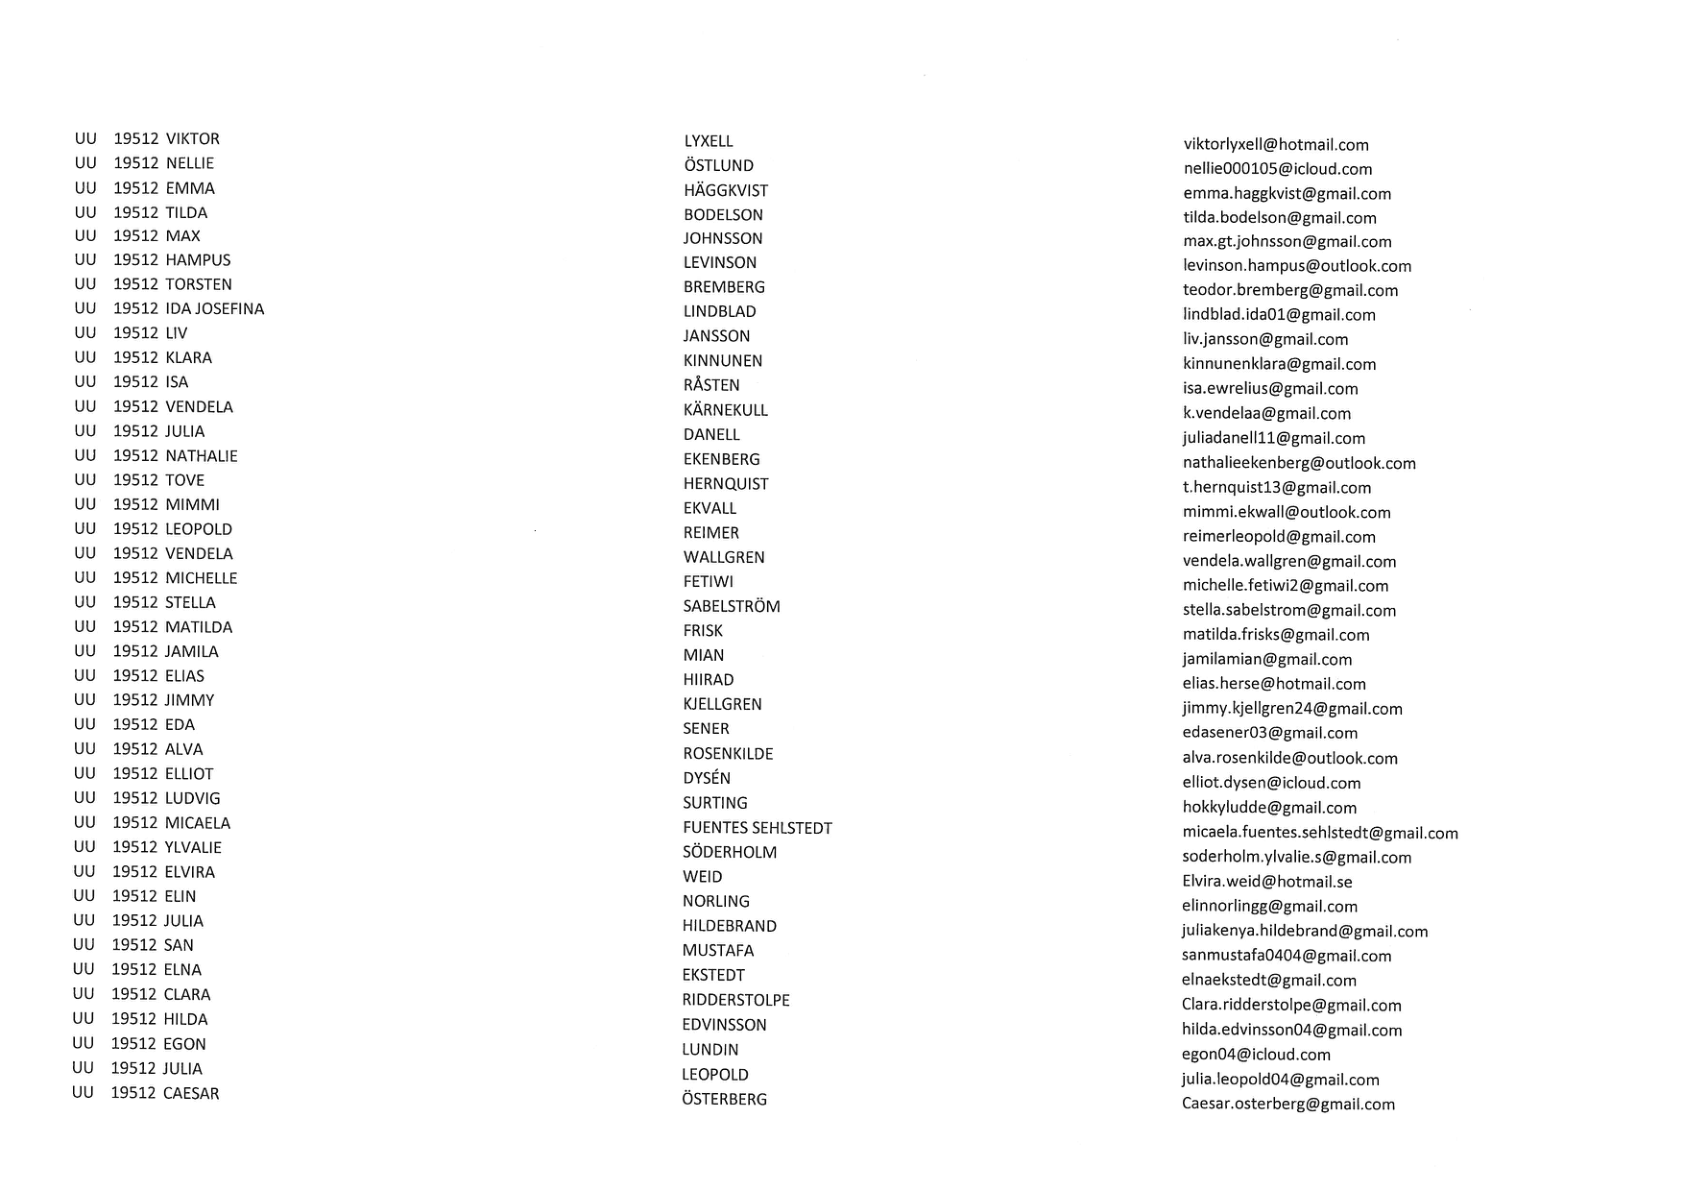 UU 19512 VIKTOR LYXELL viktorlyxell@hotmail.com
UU 19512 NELLIE ÖSTLUND nellie000105@icloud.com
UU 19512 EMMA HÄGGKVIST emma.haggkvist@gmail.com
UU 19512 TILDA BODELSON tilda.bodelson@gmail.com
UU 19512 MAX JOHNSSON max.gt.johnsson@gmail.com
UU 19512 HAMPUS LEVINSON levinson.hampus@outlook.com
UU 19512 TORSTEN BREMBERG teodor.bremberg@gmail.com
UU 19512 IDA JOSEFINA LINDBLAD lindblad.ida01@gmail.com
UU 19512 LIV JANSSON liv.jansson@gmail.com
UU 19512 KLARA KINNUNEN kinnunenklara@gmail.com
UU 19512 ISA RÅSTEN isa.ewrelius@gmail.com
UU 19512 VENDELA KÄRNEKULL k.vendelaa@gmail.com
UU 19512 JULIA DANELL juliadanell11@gmail.com
UU 19512 NATHALIE EKENBERG nathalieekenberg@outlook.com
UU 19512 TOVE HERNQUIST t.hernquist13@gmail.com
UU 19512 MIMMI EKVALL mimmi.ekwall@outlook.com
UU 19512 LEOPOLD REIMER reimerleopold@gmail.com
UU 19512 VENDELA WALLGREN vendela.wallgren@gmail.com
UU 19512 MICHELLE FETIWI michelle.fetiwi2@gmail.com
UU 19512 STELLA SABELSTRÖM stella.sabelstrom@gmail.com
UU 19512 MATILDA FRISK matilda.frisks@gmail.com
UU 19512 JAMILA MIAN jamilamian@gmail.com
UU 19512 ELIAS HIIRAD elias.herse@hotmail.com
UU 19512 JIMMY KJELLGREN jimmy.kjellgren24@gmail.com
UU 19512 EDA SENER edasener03@gmail.com
UU 19512 ALVA ROSENKILDE alva.rosenkilde@outlook.com
UU 19512 ELLIOT DYSÉN elliot.dysen@icloud.com
UU 19512 LUDVIG SURTING hokkyludde@gmail.com
UU 19512 MICAELA FUENTES SEHLSTEDT micaela.fuentes.sehlstedt@gmail.com
UU 19512 YLVALIE SÖDERHOLM soderholm.ylvalie.s@gmail.com
UU 19512 ELVIRA WEID Elvira.weid@hotmail.se
UU 19512 ELIN NORLING elinnorlingg@gmail.com
UU 19512 JULIA HILDEBRAND juliakenya.hildebrand@gmail.com
UU 19512 SAN MUSTAFA sanmustafa0404@gmail.com
UU 19512 ELNA EKSTEDT elnaekstedt@gmail.com
UU 19512 CLARA RIDDERSTOLPE Clara.ridderstolpe@gmail.com
UU 19512 HILDA EDVINSSON hilda.edvinsson04@gmail.com
UU 19512 EGON LUNDIN egon04@icloud.com
UU 19512 JULIA LEOPOLD julia.leopold04@gmail.com
UU 19512 CAESAR ÖSTERBERG Caesar.osterberg@gmail.com